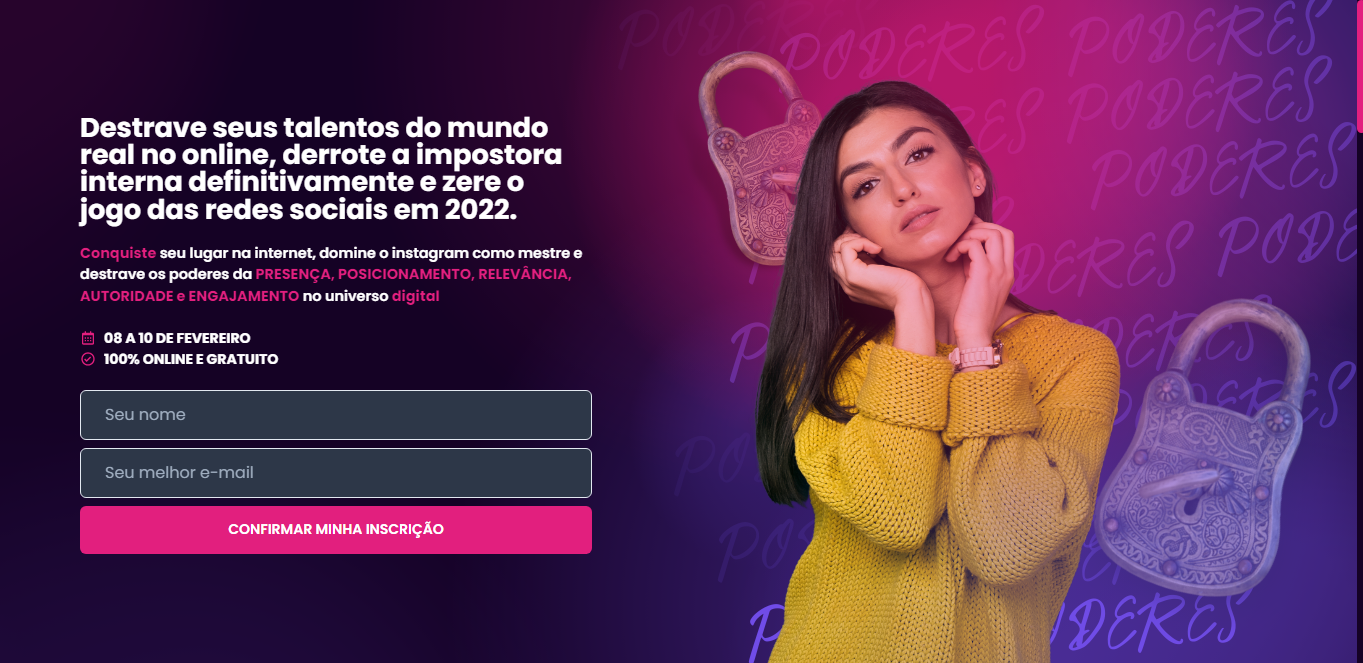 Destrave seus talentos do mundo
real no online, derrote a impostora
interna definitivamente e zere o
jogo das redes sociais em 2022.
Conquiste seu lugar na internet, domine o instagram como mestre e
destrave os poderes da PRESENÇA, POSICIONAMENTO, RELEVÂNCIA,
AUTORIDADE e ENGAJAMENTO no universo digital
08 A 10 DE FEVEREIRO
100% ONLINE E GRATUITO
Seu nome
Seu melhor e-mail
CONFIRMAR MINHA INSCRIÇÃO
PODERES
PODERES
PODERES
PODERES
PODERES
PODERES
PODERES
PODERES